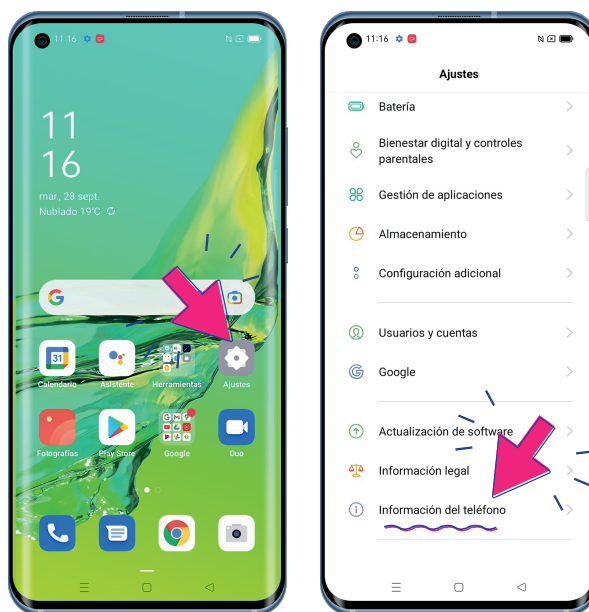 11:16
11
16
mar., 28 sept.
Nublado 19°C
31
Calendario
Asistente
Herramientas
Ajustes
Fotografías
Play Store
Google
Duo
11:16
Ajustes
Batería
Bienestar digital y controles
parentales
Gestión de aplicaciones
Almacenamiento
Configuración adicional
Usuarios y cuentas
Google
Actualización de software
Información legal
Información del teléfono